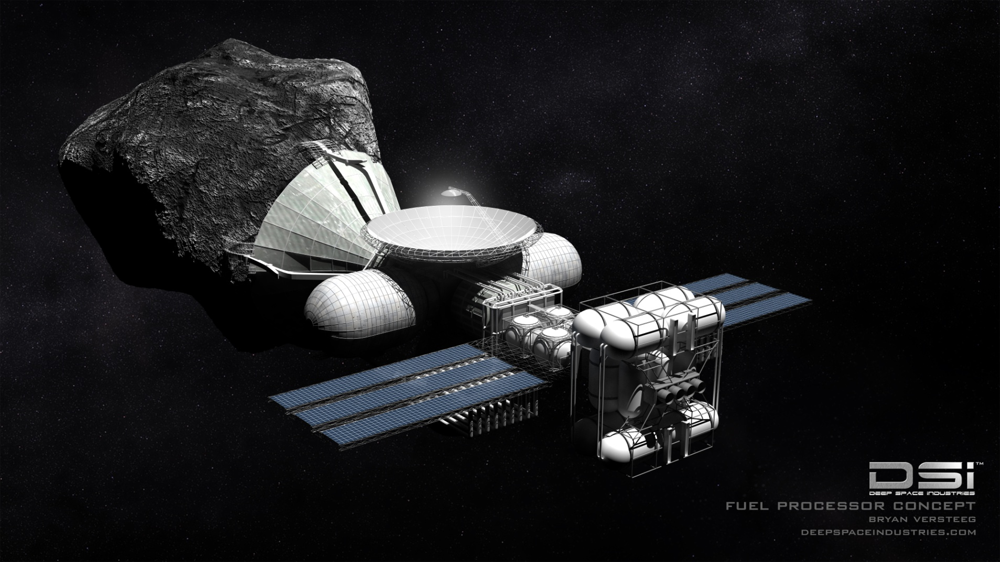 DSi™
DEEP SPACE INDUSTRIES
FUEL PROCESSOR CONCEPT
BRYAN VERSTEEG
DEEPSPACEINDUSTRIES.COM